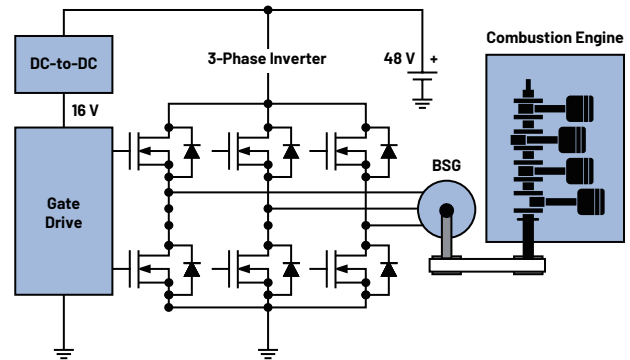 DC-to-DC
3-Phase Inverter
48 V
+
Combustion Engine
16 V
Gate
Drive
BSG